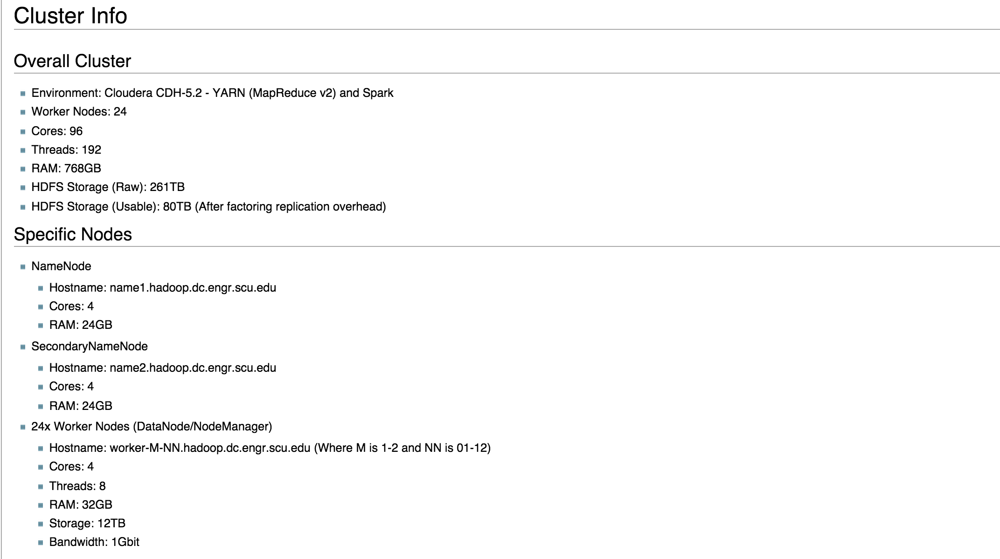 Cluster Info
Overall Cluster
Environment: Cloudera CDH-5.2 - YARN (MapReduce v2) and Spark
Worker Nodes: 24
Cores: 96
Threads: 192
RAM: 768GB
HDFS Storage (Raw): 261TB
HDFS Storage (Usable): 80TB (After factoring replication overhead)
Specific Nodes
NameNode
Hostname: name1.hadoop.dc.engr.scu.edu
Cores: 4
RAM: 24GB
SecondaryNameNode
Hostname: name2.hadoop.dc.engr.scu.edu
Cores: 4
RAM: 24GB
24x Worker Nodes (DataNode/NodeManager)
Hostname: worker-M-NN.hadoop.dc.engr.scu.edu (Where M is 1-2 and NN is 01-12)
Cores: 4
Threads: 8
RAM: 32GB
Storage: 12TB
Bandwidth: 1Gbit